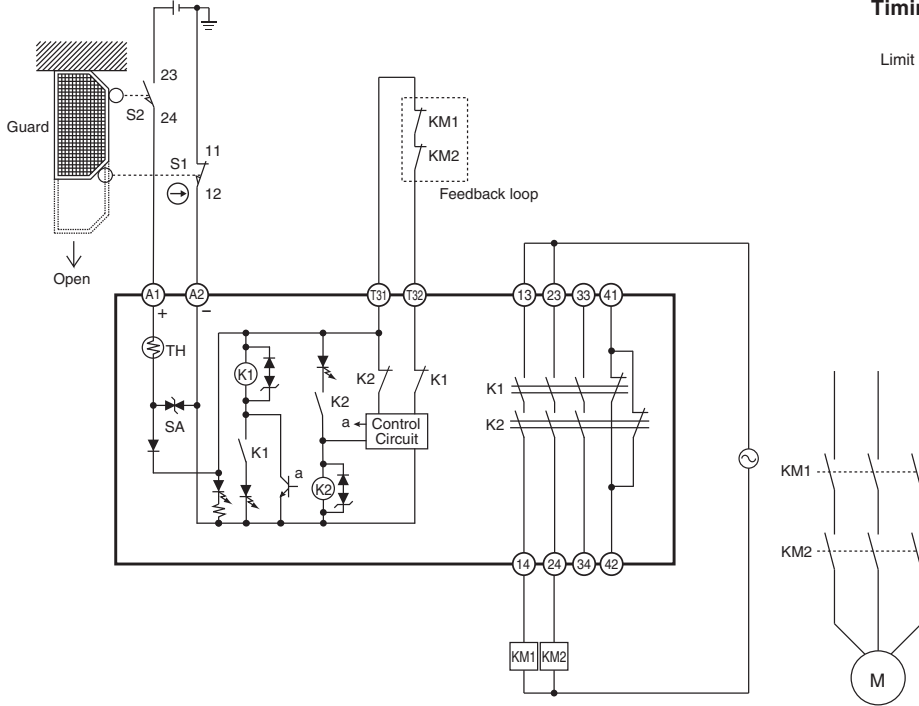 Timin
Limit
23
S2
24
Guard
11
S1
12
Open
KM1
KM2
Feedback loop
A1
A2
T31
T32
13
23
33
41
+
−
TH
K1
K2
K1
K2
K1
K2
SA
a
Control
Circuit
K1
a
K2
KM1
KM2
14
24
34
42
KM1
KM2
M